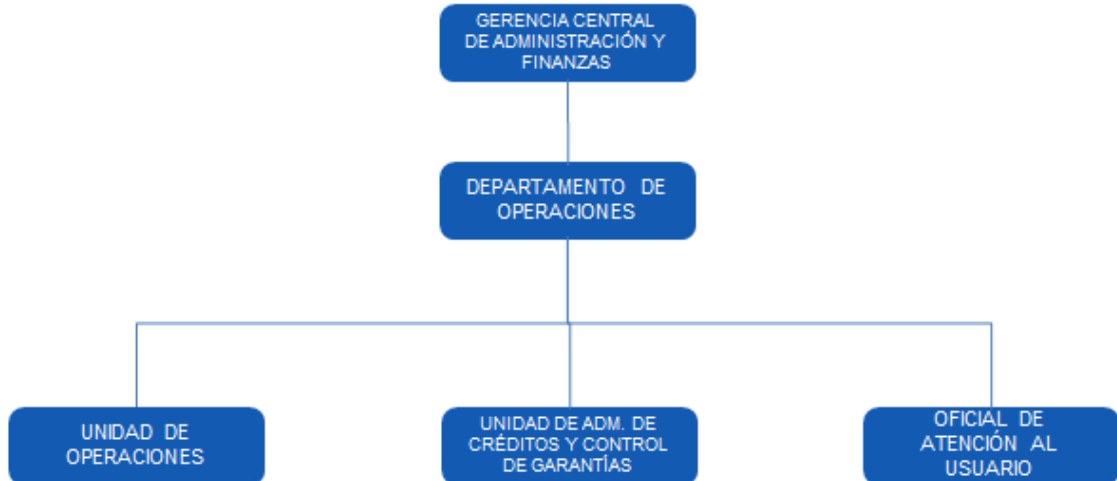 GERENCIA CENTRAL
DE ADMINISTRACIÓN Y
FINANZAS
DEPARTAMENTO DE
OPERACIONES
UNIDAD DE
OPERACIONES
UNIDAD DE ADM. DE
CRÉDITOS Y CONTROL
DE GARANTÍAS
OFICIAL DE
ATENCIÓN AL
USUARIO